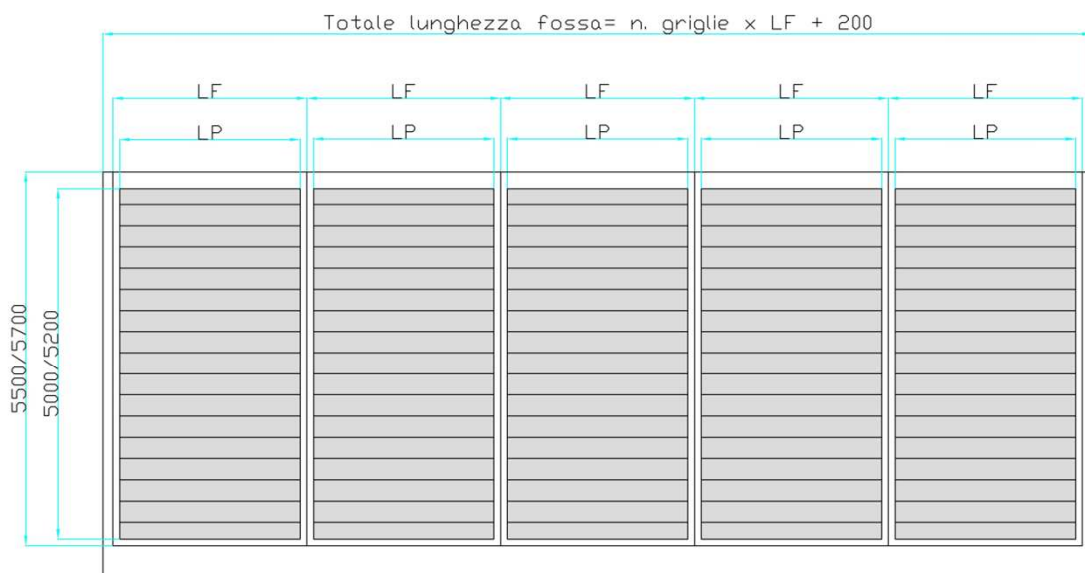 Totale lunghezza fossa= n. griglie x LF + 200
LF LF LF LF LF
LP LP LP LP LP
5500/5700
5000/5200